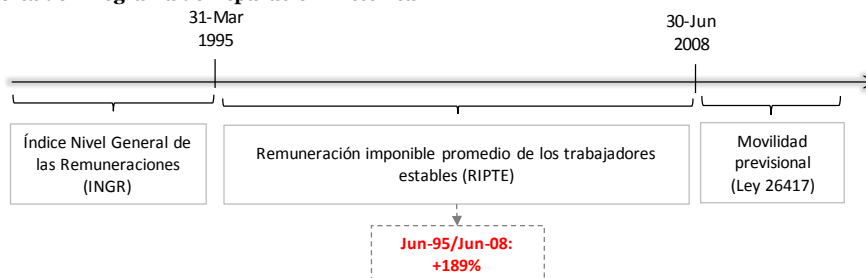 31-Mar
1995
30-Jun
2008
Índice Nivel General de
las Remuneraciones
(INGR)
Remuneración imponible promedio de los trabajadores
estables (RIPTE)
Movilidad
previsional
(Ley 26417)
Jun-95/Jun-08:
+189%